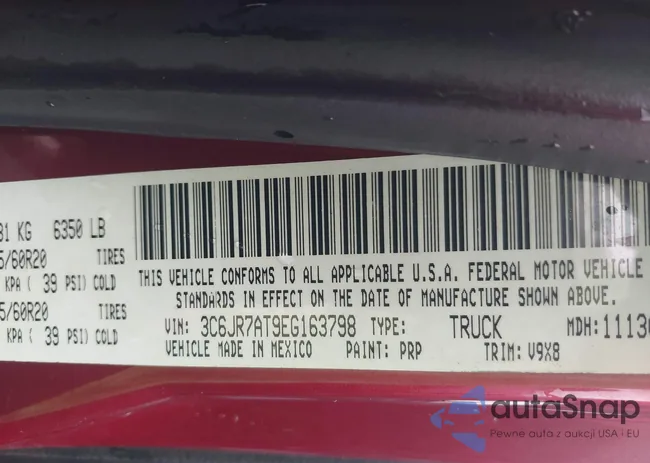 31 KG 6350 LB
5/60R20 TIRES
KPA ( 39 PSI) COLD
5/60R20 TIRES
KPA ( 39 PSI) COLD
THIS VEHICLE CONFORMS TO ALL APPLICABLE U.S.A. FEDERAL MOTOR VEHICLE
STANDARDS IN EFFECT ON THE DATE OF MANUFACTURE SHOWN ABOVE.
VIN: 3C6JR7AT9EG163798 TYPE: TRUCK MDH: 11130
VEHICLE MADE IN MEXICO PAINT: PRP TRIM: V9X8
autaSnap
Pewne auta z aukcji USA i EU